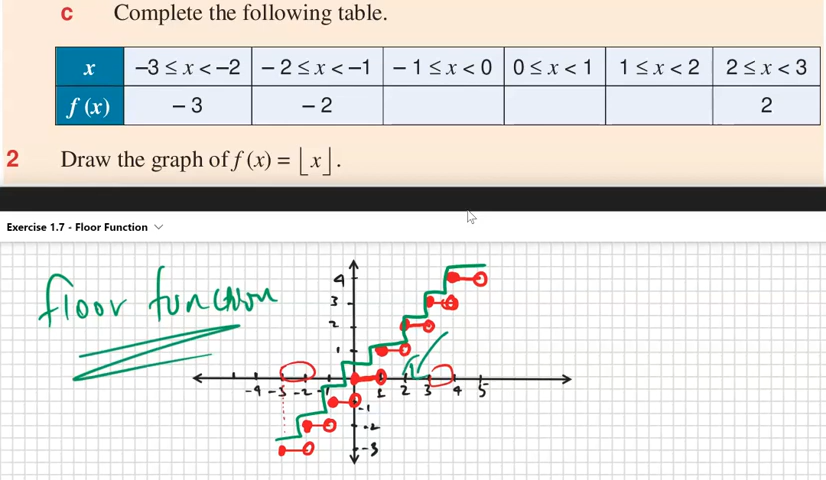 c Complete the following table.
x −3 ≤ x < −2 − 2 ≤ x < −1 − 1 ≤ x < 0 0 ≤ x < 1 1 ≤ x < 2 2 ≤ x < 3
f (x) − 3 − 2 2
2 Draw the graph of f (x) = ⌊x⌋.
Exercise 1.7 - Floor Function
floor function
4
3
2
1
-4 -3 -2 -1 1 2 3 4 5
-1
-2
-3